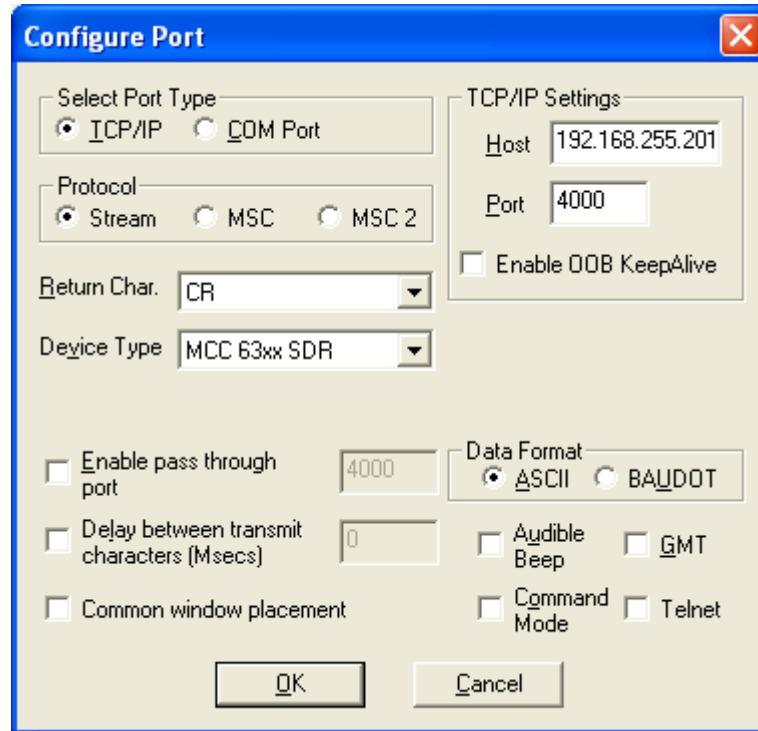 Configure Port
Select Port Type
TCP/IP
COM Port
Protocol
Stream
MSC
MSC 2
Return Char.
CR
Device Type
MCC 63xx SDR
TCP/IP Settings
Host
192.168.255.201
Port
4000
Enable OOB KeepAlive
Enable pass through
port
4000
Delay between transmit
characters (Msecs)
0
Common window placement
Data Format
ASCII
BAUDOT
Audible
Beep
GMT
Command
Mode
Telnet
OK
Cancel